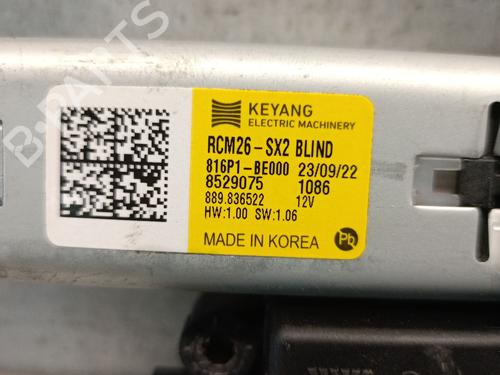 B-PARTS
KEYANG
ELECTRIC MACHINERY
RCM26-SX2 BLIND
816P1-BE000 23/09/22
8529075 1086
889.836522 12V
HW:1.00 SW:1.06
MADE IN KOREA Pb